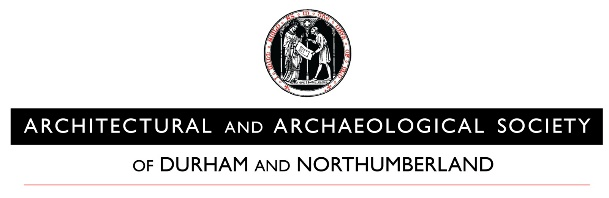 ARCHITECTURAL AND ARCHAEOLOGICAL SOCIETY
OF DURHAM AND NORTHUMBERLAND